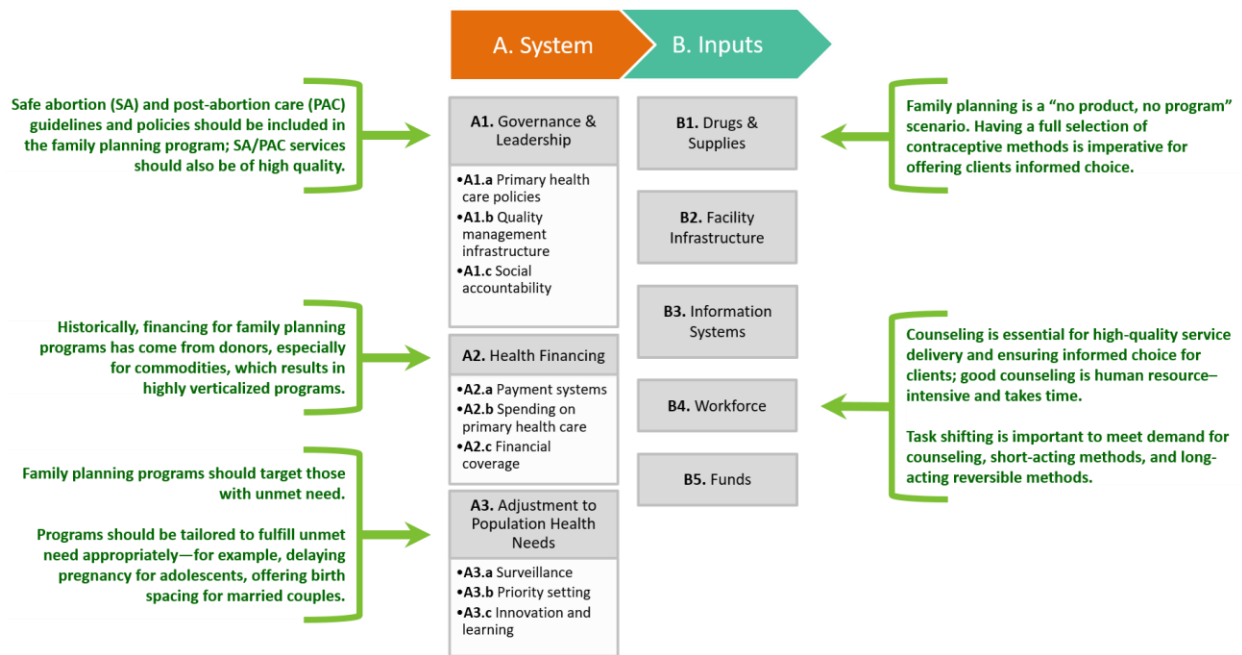 A. System
B. Inputs
Safe abortion (SA) and post-abortion care (PAC)
guidelines and policies should be included in
the family planning program; SA/PAC services
should also be of high quality.
Historically, financing for family planning
programs has come from donors, especially
for commodities, which results in
highly verticalized programs.
Family planning programs should target those
with unmet need.
Programs should be tailored to fulfill unmet
need appropriately—for example, delaying
pregnancy for adolescents, offering birth
spacing for married couples.
A1. Governance &
Leadership
•A1.a Primary health
care policies
•A1.b Quality
management
infrastructure
•A1.c Social
accountability
A2. Health Financing
•A2.a Payment systems
•A2.b Spending on
primary health care
•A2.c Financial
coverage
A3. Adjustment to
Population Health
Needs
•A3.a Surveillance
•A3.b Priority setting
•A3.c Innovation and
learning
B1. Drugs &
Supplies
B2. Facility
Infrastructure
B3. Information
Systems
B4. Workforce
B5. Funds
Family planning is a “no product, no program”
scenario. Having a full selection of
contraceptive methods is imperative for
offering clients informed choice.
Counseling is essential for high-quality service
delivery and ensuring informed choice for
clients; good counseling is human resource–
intensive and takes time.
Task shifting is important to meet demand for
counseling, short-acting methods, and long-
acting reversible methods.